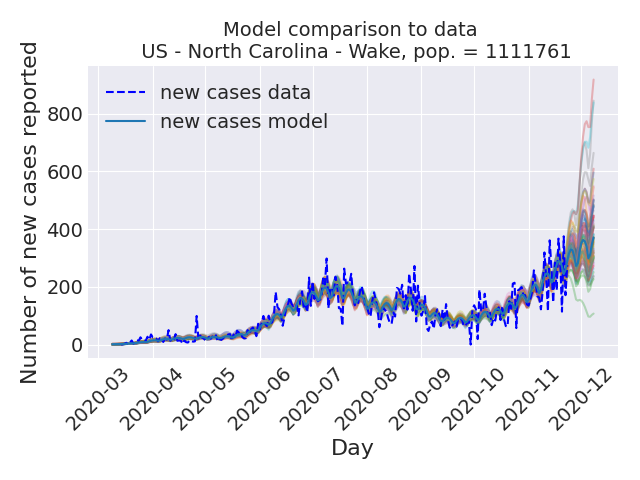 Model comparison to data
US - North Carolina - Wake, pop. = 1111761
new cases data
new cases model
Number of new cases reported
800
600
400
200
0
2020-03
2020-04
2020-05
2020-06
2020-07
2020-08
2020-09
2020-10
2020-11
2020-12
Day